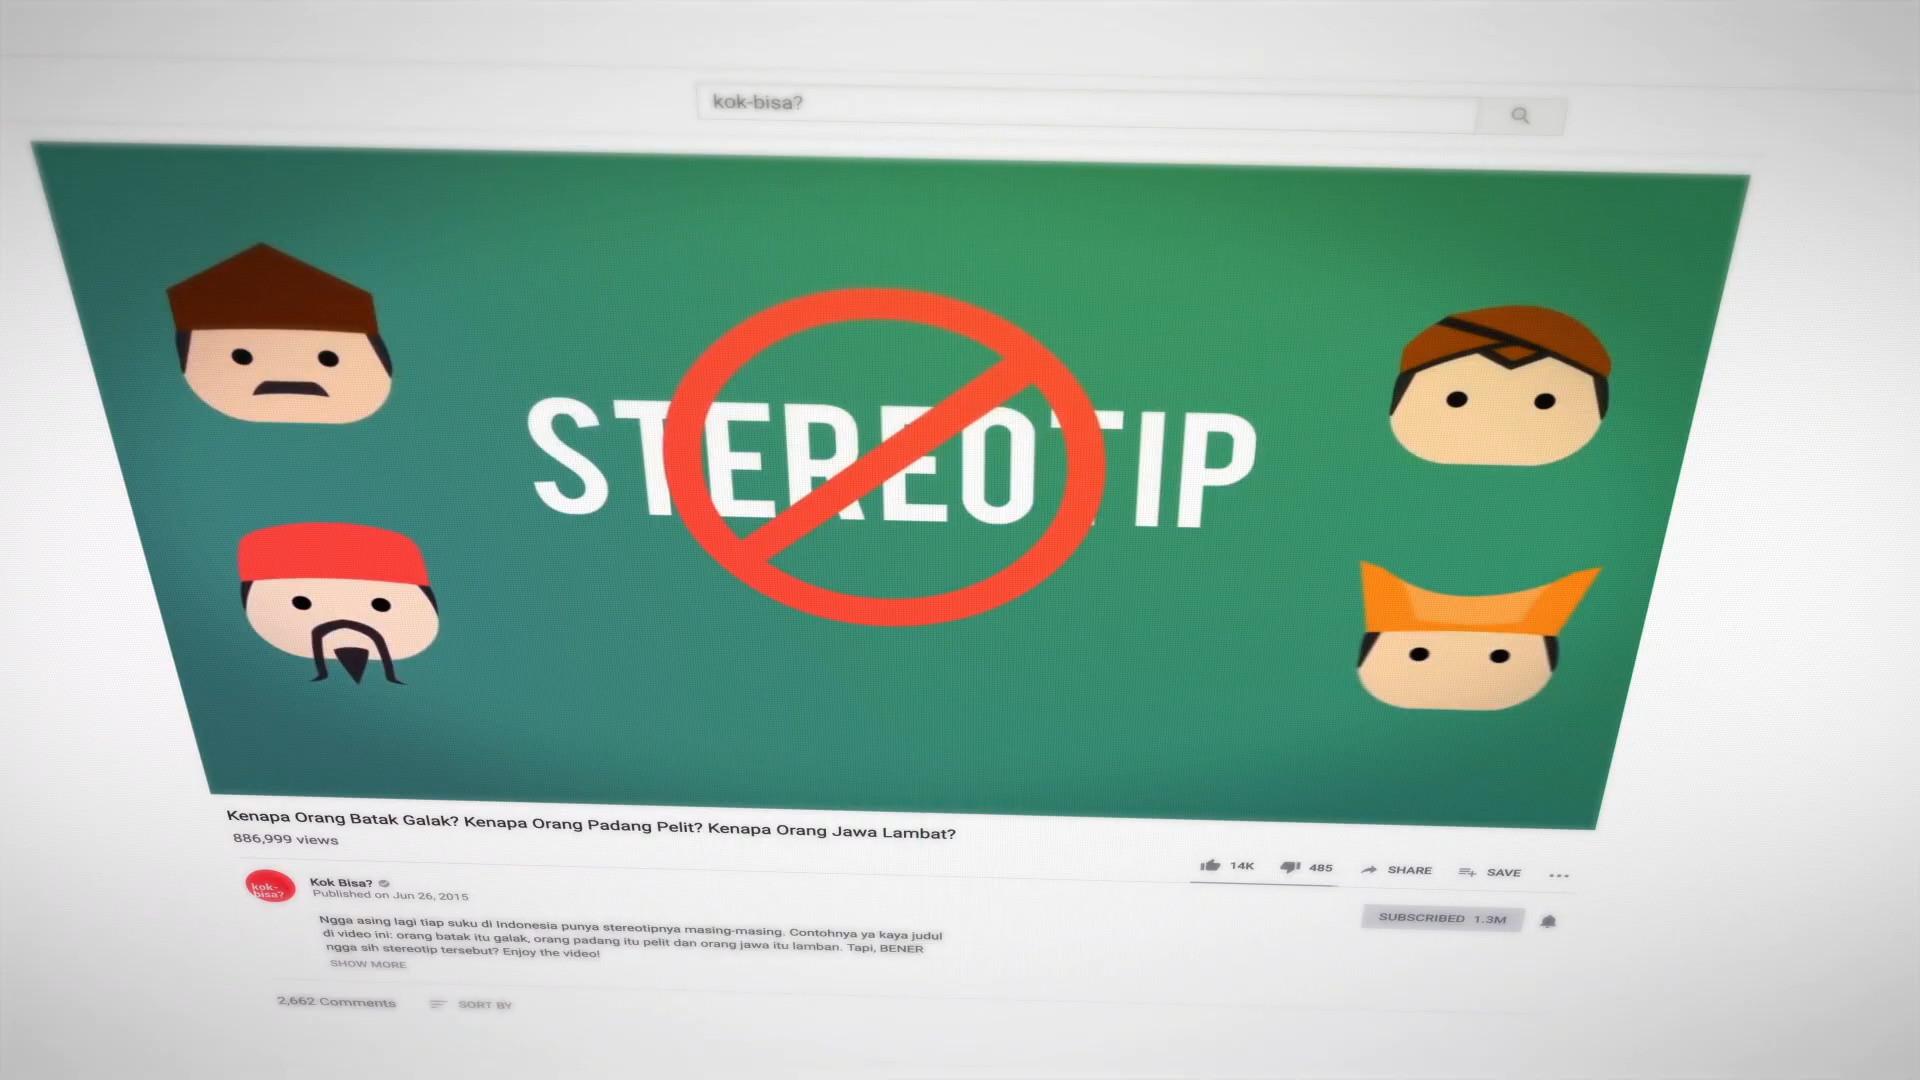 kok-bisa?
STEREOTIP
Kenapa Orang Batak Galak? Kenapa Orang Padang Pelit? Kenapa Orang Jawa Lambat?
886,999 views
14K 485 SHARE SAVE
kok-
bisa?
Kok Bisa?
Published on Jun 26, 2015
SUBSCRIBED 1.3M
Ngga asing lagi tiap suku di Indonesia punya stereotipnya masing-masing. Contohnya ya kaya judul
di video ini: orang batak itu galak, orang padang itu pelit dan orang jawa itu lamban. Tapi, BENER
ngga sih stereotip tersebut? Enjoy the video!
SHOW MORE
2,662 Comments SORT BY